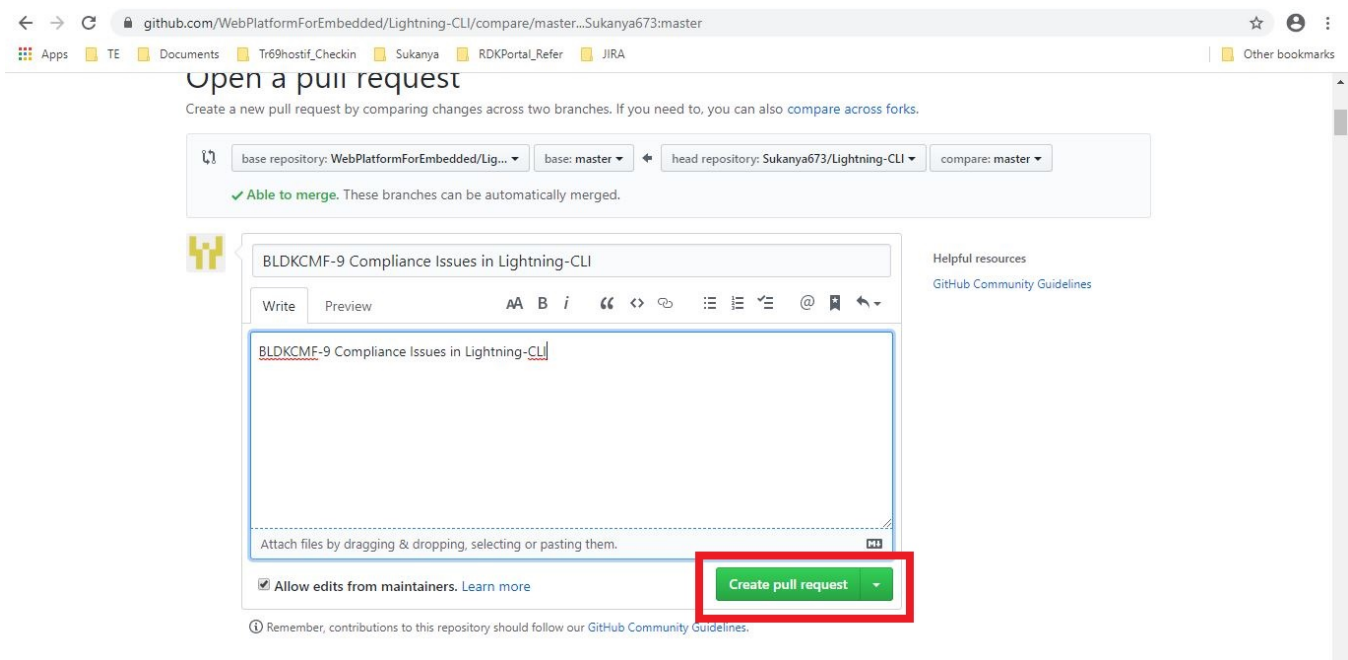 github.com/WebPlatformForEmbedded/Lightning-CLI/compare/master...Sukanya673:master
Apps TE Documents Tr69hostif_Checkin Sukanya RDKPortal_Refer JIRA Other bookmarks
Open a pull request
Create a new pull request by comparing changes across two branches. If you need to, you can also compare across forks.
base repository: WebPlatformForEmbedded/Lig... base: master head repository: Sukanya673/Lightning-CLI compare: master
Able to merge. These branches can be automatically merged.
BLDKCMF-9 Compliance Issues in Lightning-CLI
Helpful resources
GitHub Community Guidelines
Write Preview AA B i
BLDKCMF-9 Compliance Issues in Lightning-CLI
Attach files by dragging & dropping, selecting or pasting them.
Allow edits from maintainers. Learn more
Create pull request
Remember, contributions to this repository should follow our GitHub Community Guidelines.